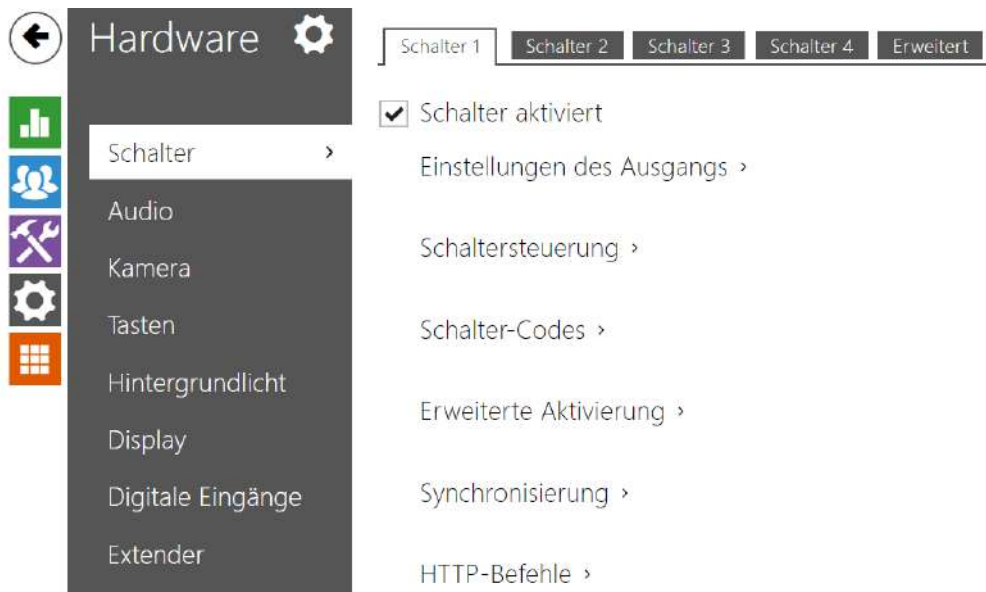 Hardware
Schalter
Audio
Kamera
Tasten
Hintergrundlicht
Display
Digitale Eingänge
Extender
Schalter 1
Schalter 2
Schalter 3
Schalter 4
Erweitert
Schalter aktiviert
Einstellungen des Ausgangs
Schaltersteuerung
Schalter-Codes
Erweiterte Aktivierung
Synchronisierung
HTTP-Befehle